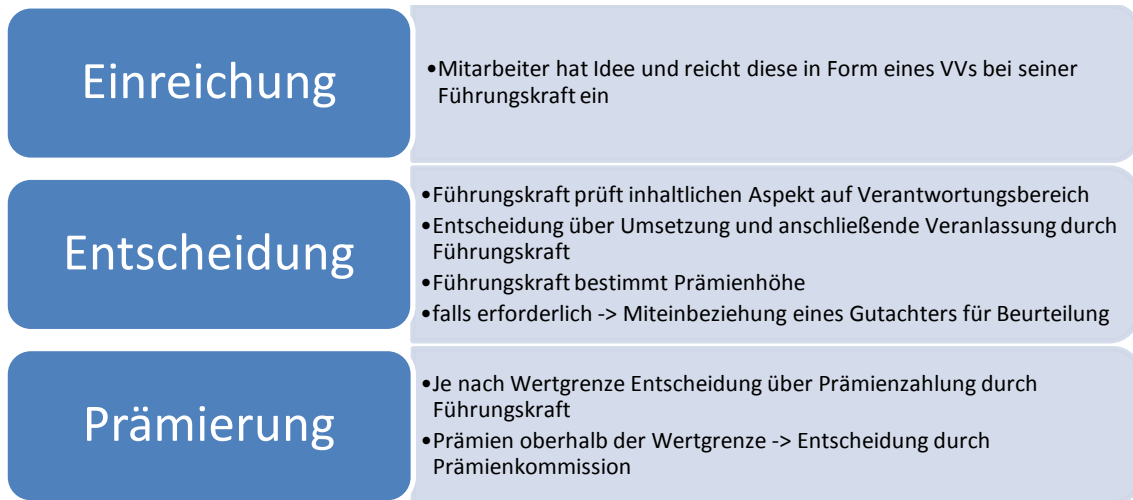 Einreichung
•Mitarbeiter hat Idee und reicht diese in Form eines VVs bei seiner
Führungskraft ein
Entscheidung
•Führungskraft prüft inhaltlichen Aspekt auf Verantwortungsbereich
•Entscheidung über Umsetzung und anschließende Veranlassung durch
Führungskraft
•Führungskraft bestimmt Prämienhöhe
•falls erforderlich -> Miteinbeziehung eines Gutachters für Beurteilung
Prämierung
•Je nach Wertgrenze Entscheidung über Prämienzahlung durch
Führungskraft
•Prämien oberhalb der Wertgrenze -> Entscheidung durch
Prämienkommission